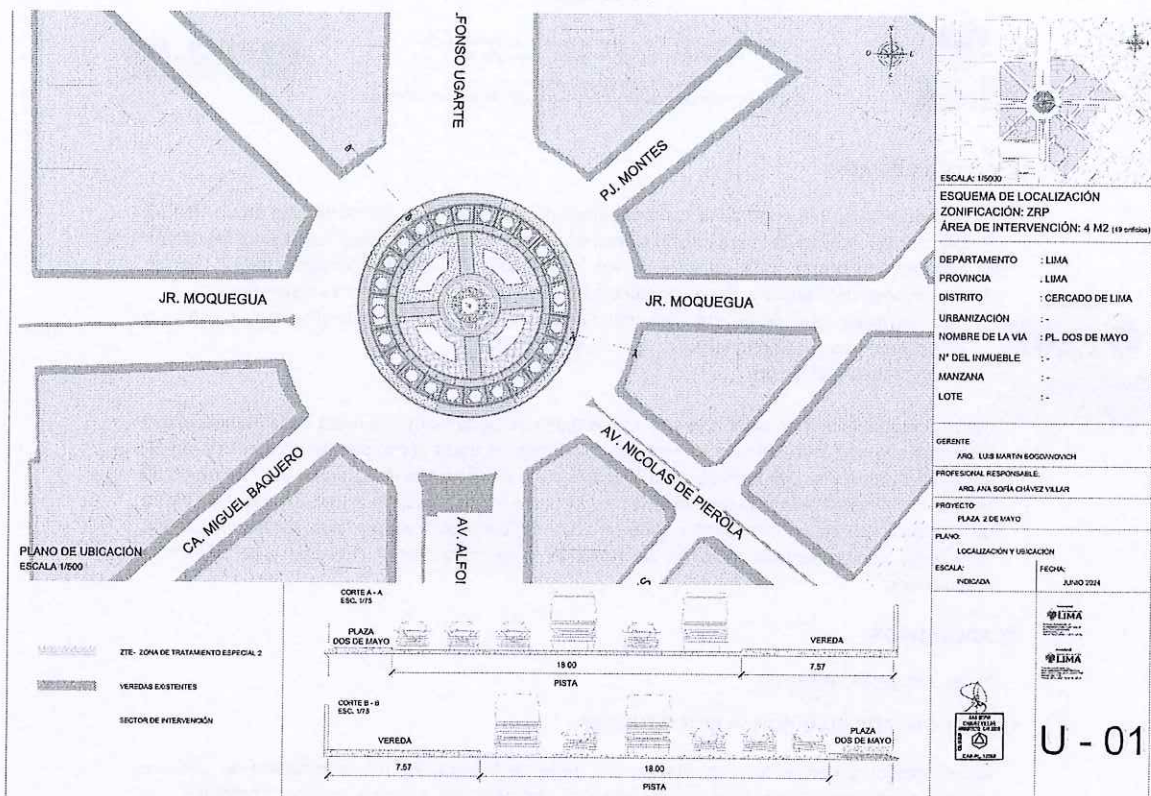 .FONSO UGARTE
PJ. MONTES
JR. MOQUEGUA
JR. MOQUEGUA
CA. MIGUEL BAQUERO
AV. NICOLAS DE PIEROLA
AV. ALFO
PLANO DE UBICACIÓN
ESCALA 1/500
ZTE- ZONA DE TRATAMIENTO ESPECIAL 2
VEREDAS EXISTENTES
SECTOR DE INTERVENCIÓN
CORTE A - A
ESC. 1/75
PLAZA
DOS DE MAYO
VEREDA
18.00
7.57
PISTA
CORTE B - B
ESC. 1/75
VEREDA
PLAZA
DOS DE MAYO
7.57
18.00
PISTA
ESCALA: 1/5000
ESQUEMA DE LOCALIZACIÓN
ZONIFICACIÓN: ZRP
ÁREA DE INTERVENCIÓN: 4 M2 (49 orificios)
DEPARTAMENTO : LIMA
PROVINCIA : LIMA
DISTRITO : CERCADO DE LIMA
URBANIZACIÓN : -
NOMBRE DE LA VIA : PL. DOS DE MAYO
N° DEL INMUEBLE : -
MANZANA : -
LOTE : -
GERENTE
ARQ. LUIS MARTIN BOGDANOVICH
PROFESIONAL RESPONSABLE:
ARQ. ANA SOFÍA CHÁVEZ VILLAR
PROYECTO:
PLAZA 2 DE MAYO
PLANO:
LOCALIZACIÓN Y UBICACIÓN
ESCALA:
INDICADA
FECHA:
JUNIO 2024
LIMA
LIMA
U - 01